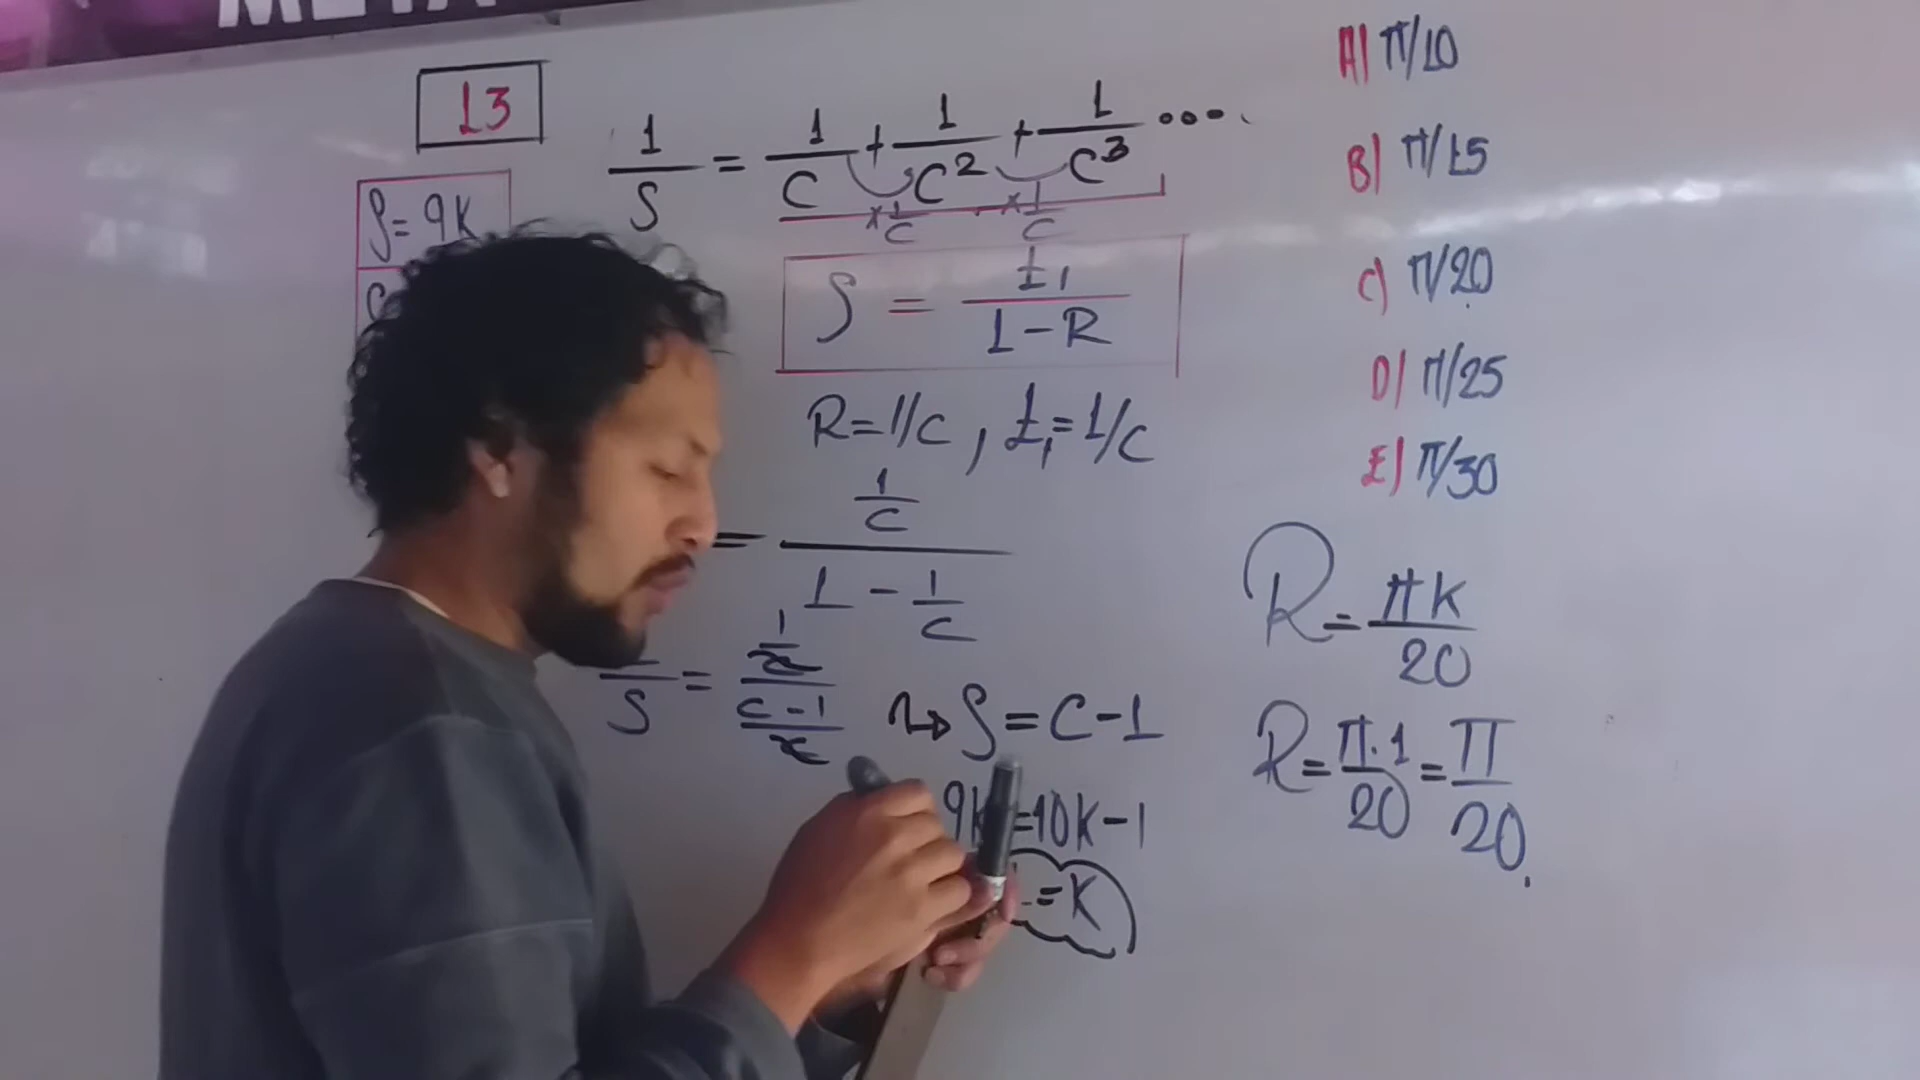 13
1/S = 1/C + 1/C² + 1/C³ ....
×1/C ×1/C
S = 9K
S = t₁/(1-R)
R = 1/C , t₁ = 1/C
= (1/C)/(1 - 1/C)
S = (1/x)/((C-1)/x) → S = C-1
9K = 10K-1
=K
A) π/10
B) π/15
C) π/20
D) π/25
E) π/30
R = πK/20
R = π.1/20 = π/20.